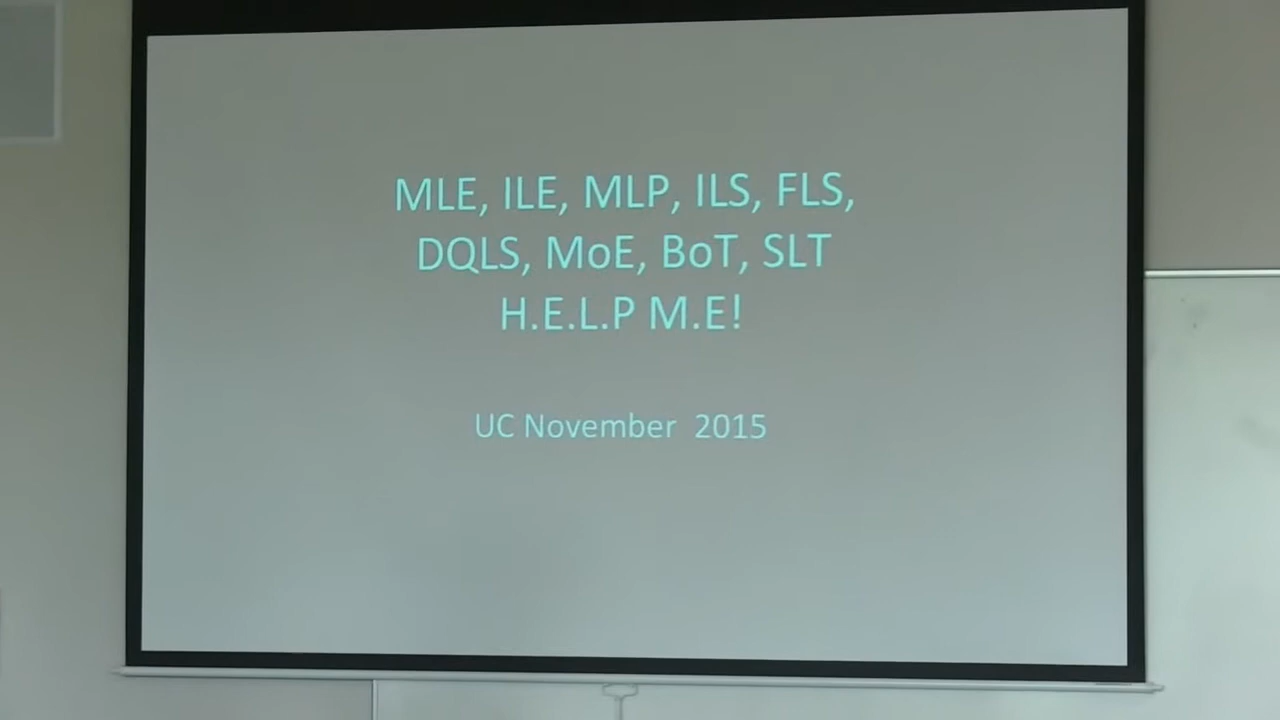 MLE, ILE, MLP, ILS, FLS,
DQLS, MoE, BoT, SLT
H.E.L.P M.E!
UC November 2015